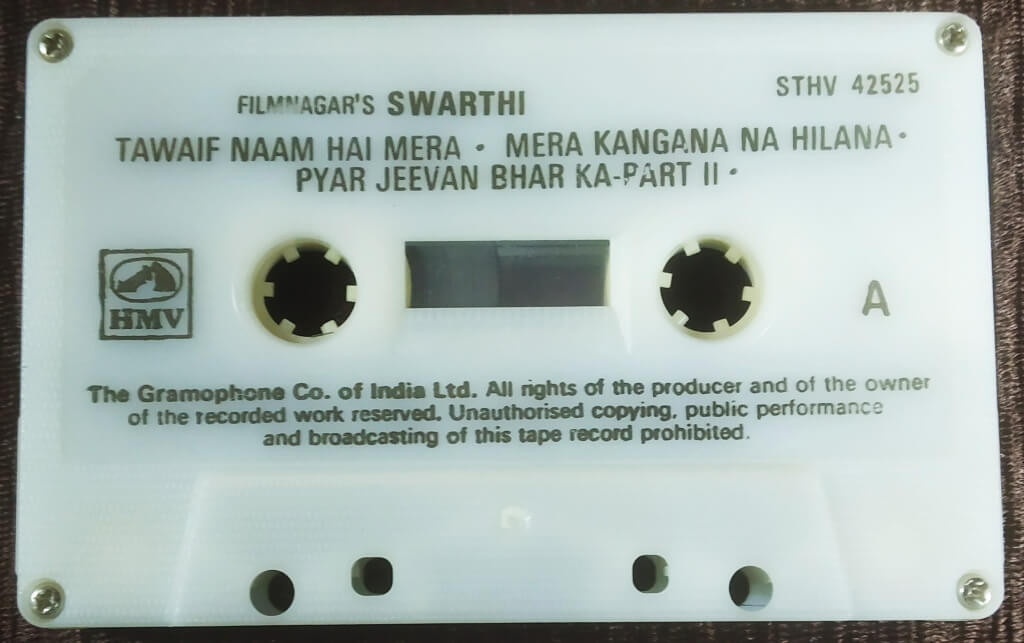 STHV 42525
FILMNAGAR'S SWARTHI
TAWAIF NAAM HAI MERA • MERA KANGANA NA HILANA •
PYAR JEEVAN BHAR KA-PART II •
HMV
A
The Gramophone Co. of India Ltd. All rights of the producer and of the owner
of the recorded work reserved. Unauthorised copying, public performance
and broadcasting of this tape record prohibited.